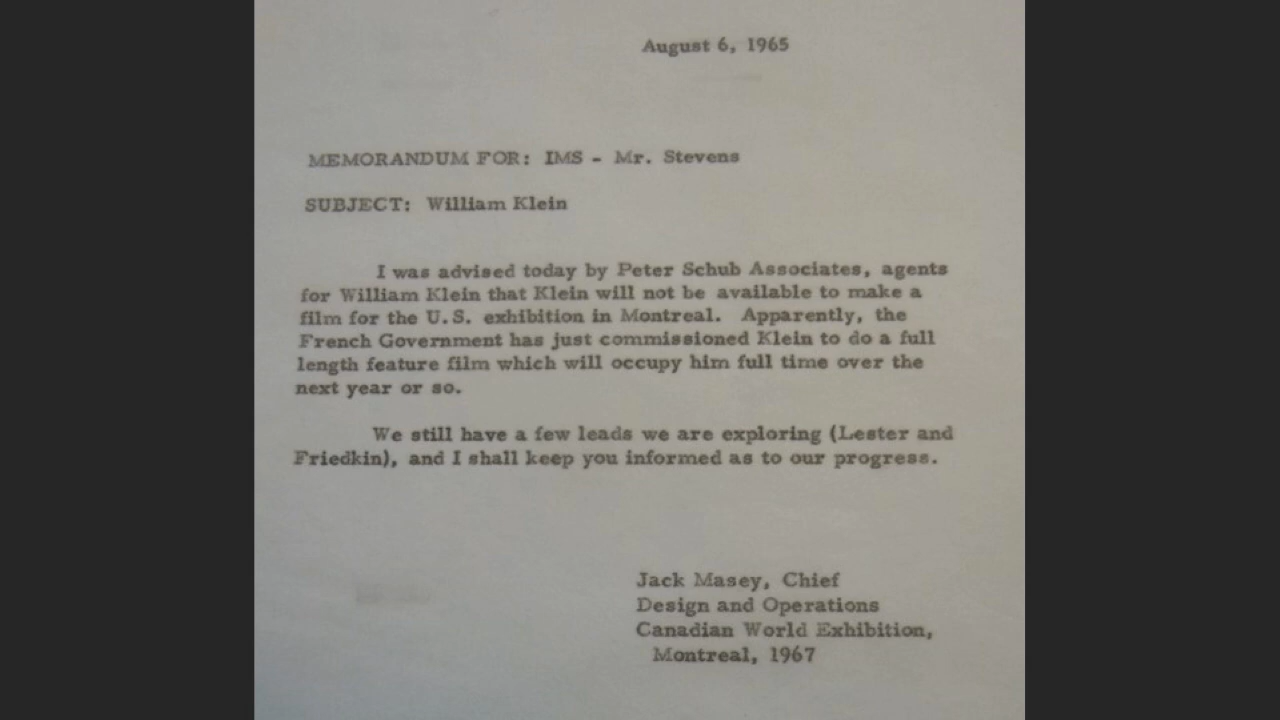 August 6, 1965
MEMORANDUM FOR: IMS - Mr. Stevens
SUBJECT: William Klein
I was advised today by Peter Schub Associates, agents
for William Klein that Klein will not be available to make a
film for the U.S. exhibition in Montreal. Apparently, the
French Government has just commissioned Klein to do a full
length feature film which will occupy him full time over the
next year or so.
We still have a few leads we are exploring (Lester and
Friedkin), and I shall keep you informed as to our progress.
Jack Masey, Chief
Design and Operations
Canadian World Exhibition,
Montreal, 1967